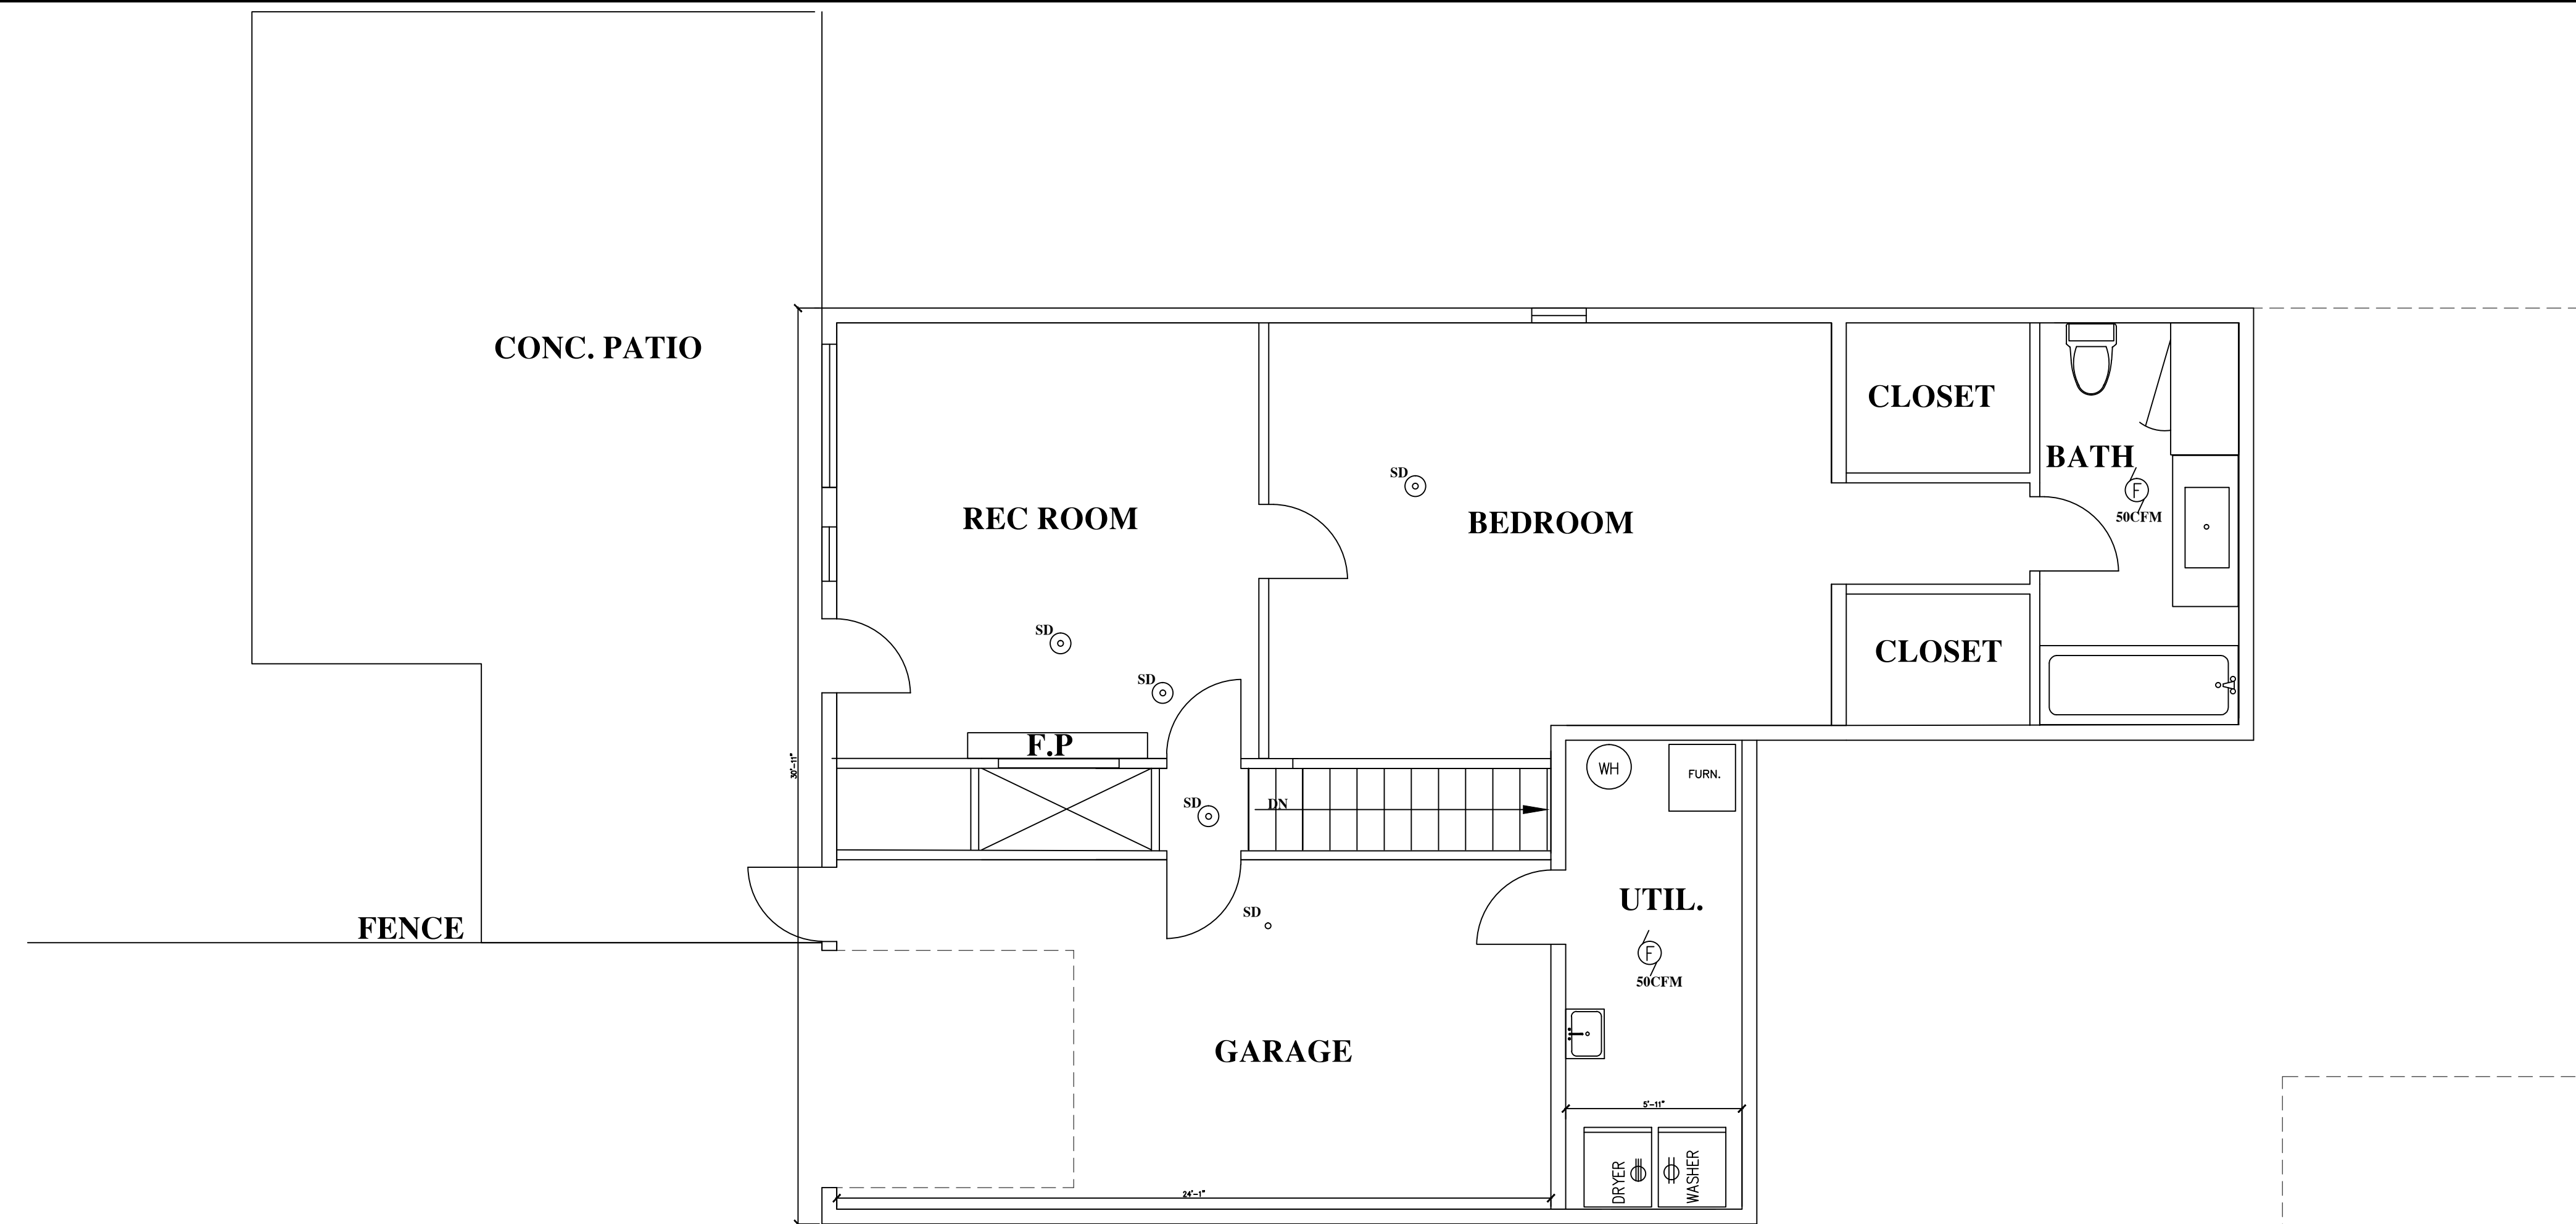 CONC. PATIO
CLOSET
BATH
F
50CFM
SD
REC ROOM
BEDROOM
SD
CLOSET
SD
F.P
30'-11"
WH
FURN.
SD
DN
UTIL.
FENCE
SD
F
50CFM
GARAGE
5'-11"
DRYER
WASHER
24'-1"